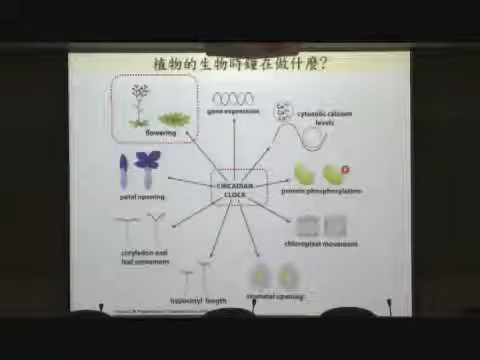 植物的生物時鐘在做什麼?
flowering
gene expression
Ca²⁺
cytosolic calcium
levels
petal opening
CIRCADIAN
CLOCK
protein phosphorylation
cotyledon and
leaf movement
chloroplast movement
hypocotyl length
stomatal opening